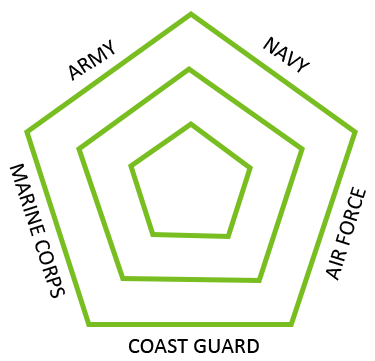 ARMY
NAVY
MARINE CORPS
AIR FORCE
COAST GUARD